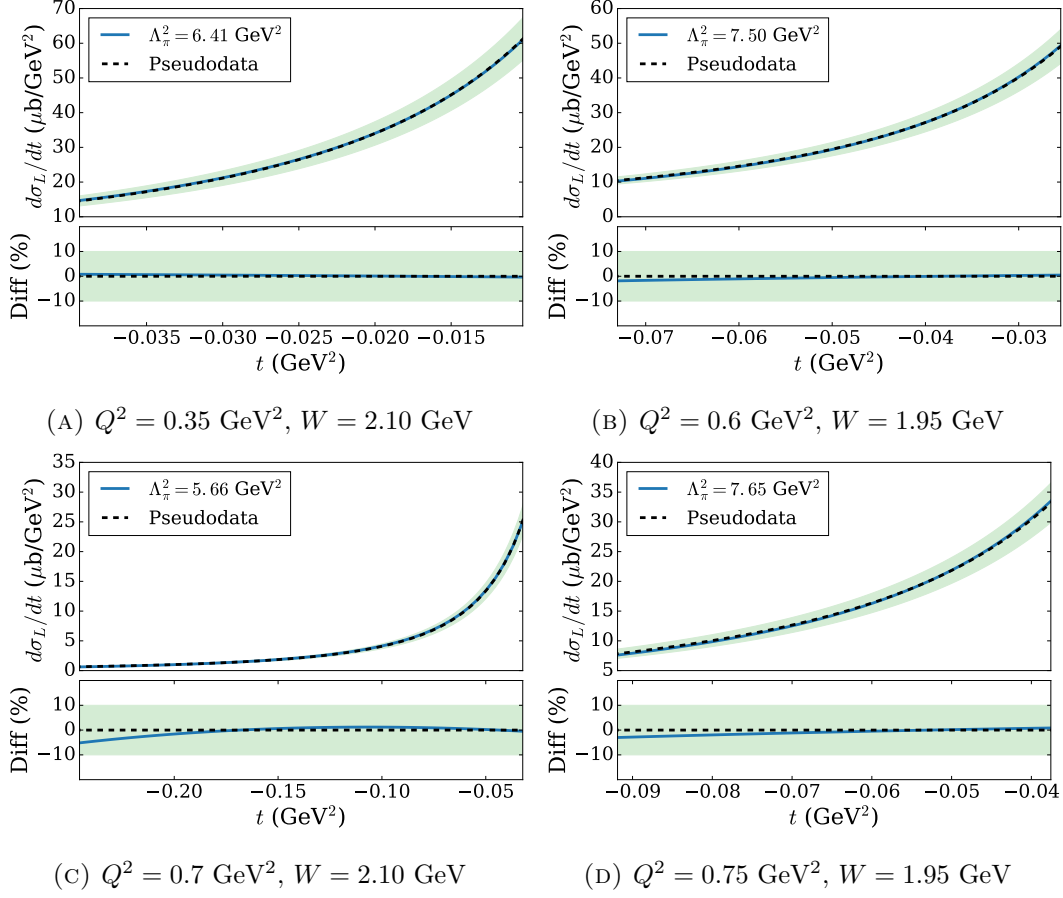 Λ²_π = 6.41 GeV²
Pseudodata
dσ_L/dt (μb/GeV²)
70
60
50
40
30
20
10
Diff (%)
10
0
−10
−0.035 −0.030 −0.025 −0.020 −0.015
t (GeV²)
(A) Q² = 0.35 GeV², W = 2.10 GeV
Λ²_π = 7.50 GeV²
Pseudodata
dσ_L/dt (μb/GeV²)
60
50
40
30
20
10
0
Diff (%)
10
0
−10
−0.07 −0.06 −0.05 −0.04 −0.03
t (GeV²)
(B) Q² = 0.6 GeV², W = 1.95 GeV
Λ²_π = 5.66 GeV²
Pseudodata
dσ_L/dt (μb/GeV²)
35
30
25
20
15
10
5
0
Diff (%)
10
0
−10
−0.20 −0.15 −0.10 −0.05
t (GeV²)
(C) Q² = 0.7 GeV², W = 2.10 GeV
Λ²_π = 7.65 GeV²
Pseudodata
dσ_L/dt (μb/GeV²)
40
35
30
25
20
15
10
5
Diff (%)
10
0
−10
−0.09 −0.08 −0.07 −0.06 −0.05 −0.04
t (GeV²)
(D) Q² = 0.75 GeV², W = 1.95 GeV